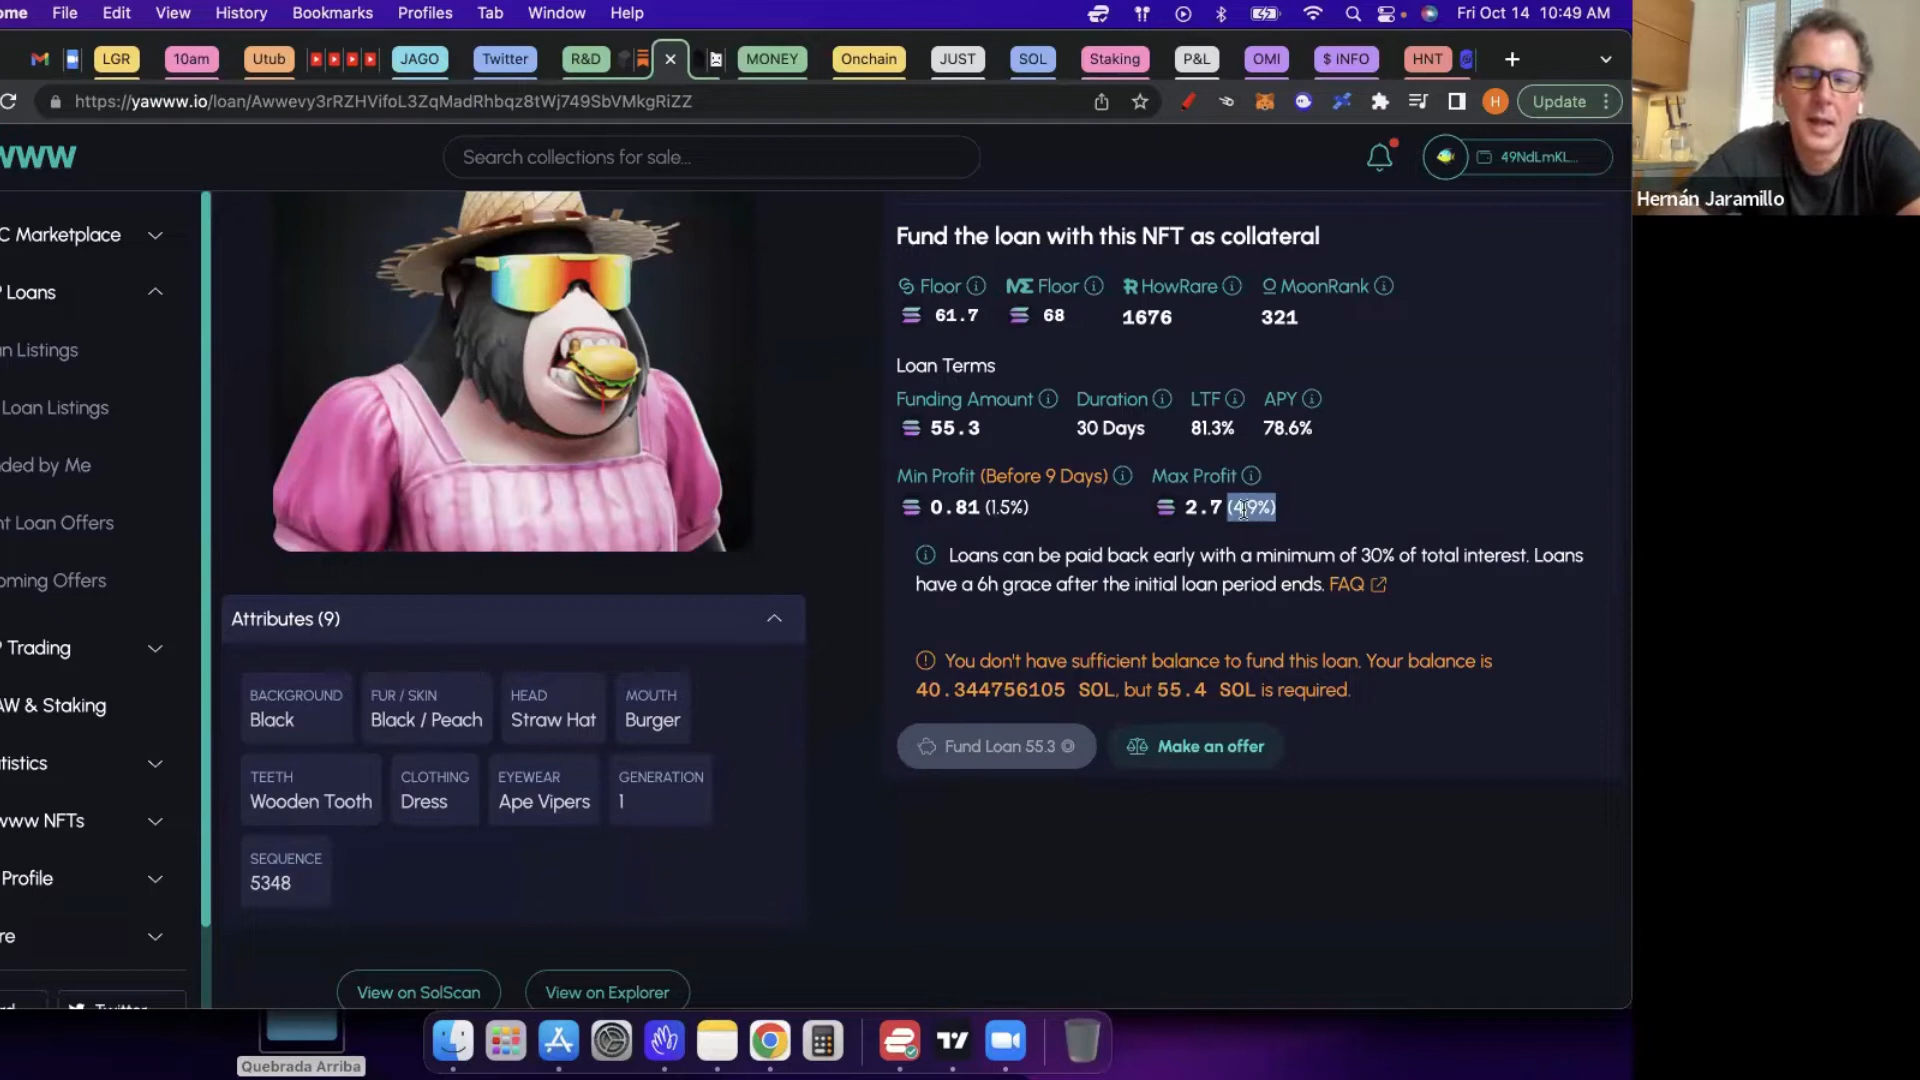 ome File Edit View History Bookmarks Profiles Tab Window Help Fri Oct 14 10:49 AM
LGR 10am Utub JAGO Twitter R&D MONEY Onchain JUST SOL Staking P&L OMI $ INFO HNT
https://yawww.io/loan/Awwevy3rRZHVifoL3ZqMadRhbqz8tWj749SbVMkgRiZZ
H Update
Hernán Jaramillo
www
Search collections for sale...
49NdLmKL...
C Marketplace
P Loans
n Listings
Loan Listings
ded by Me
nt Loan Offers
oming Offers
P Trading
AW & Staking
tistics
www NFTs
Profile
re
Fund the loan with this NFT as collateral
Floor ME Floor HowRare MoonRank
61.7 68 1676 321
Loan Terms
Funding Amount Duration LTF APY
55.3 30 Days 81.3% 78.6%
Min Profit (Before 9 Days) Max Profit
0.81 (1.5%) 2.7 (4.9%)
Loans can be paid back early with a minimum of 30% of total interest. Loans
have a 6h grace after the initial loan period ends. FAQ
You don't have sufficient balance to fund this loan. Your balance is
40.344756105 SOL, but 55.4 SOL is required.
Fund Loan 55.3 Make an offer
Attributes (9)
BACKGROUND FUR / SKIN HEAD MOUTH
Black Black / Peach Straw Hat Burger
TEETH CLOTHING EYEWEAR GENERATION
Wooden Tooth Dress Ape Vipers 1
SEQUENCE
5348
View on SolScan View on Explorer
Twitter
Quebrada Arriba